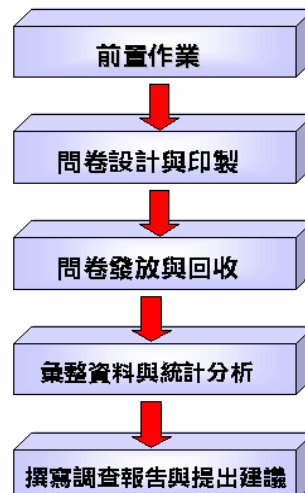 前置作業
問卷設計與印製
問卷發放與回收
彙整資料與統計分析
撰寫調查報告與提出建議